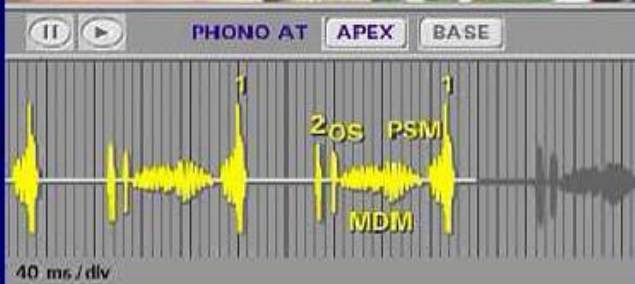 PHONO AT APEX BASE
1 1
2 OS PSM
MDM
40 ms/div